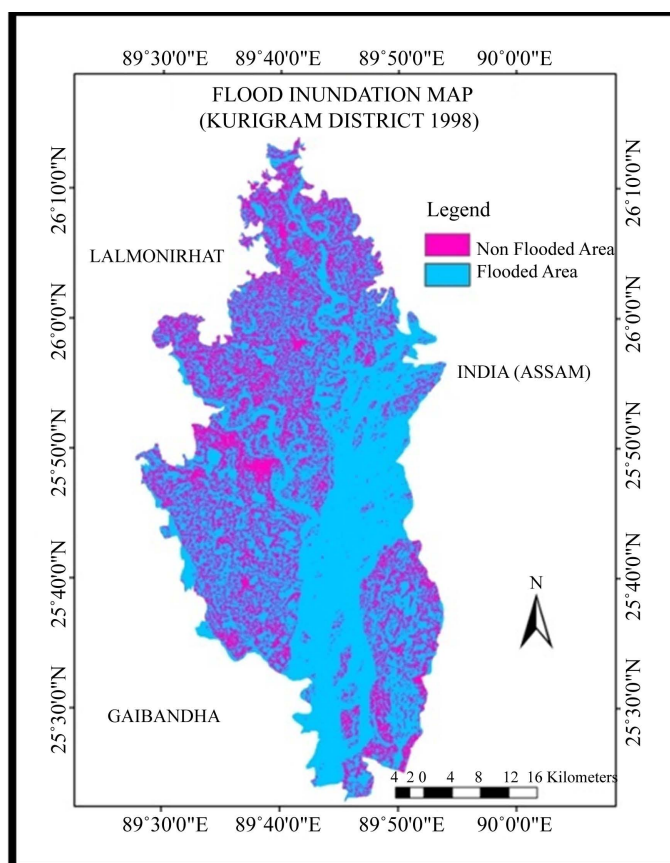 89°30'0"E 89°40'0"E 89°50'0"E 90°0'0"E
FLOOD INUNDATION MAP
(KURIGRAM DISTRICT 1998)
26°10'0"N
26°10'0"N
Legend
Non Flooded Area
Flooded Area
LALMONIRHAT
26°0'0"N
26°0'0"N
INDIA (ASSAM)
25°50'0"N
25°50'0"N
25°40'0"N
25°40'0"N
N
25°30'0"N
25°30'0"N
GAIBANDHA
4 2 0 4 8 12 16 Kilometers
89°30'0"E 89°40'0"E 89°50'0"E 90°0'0"E